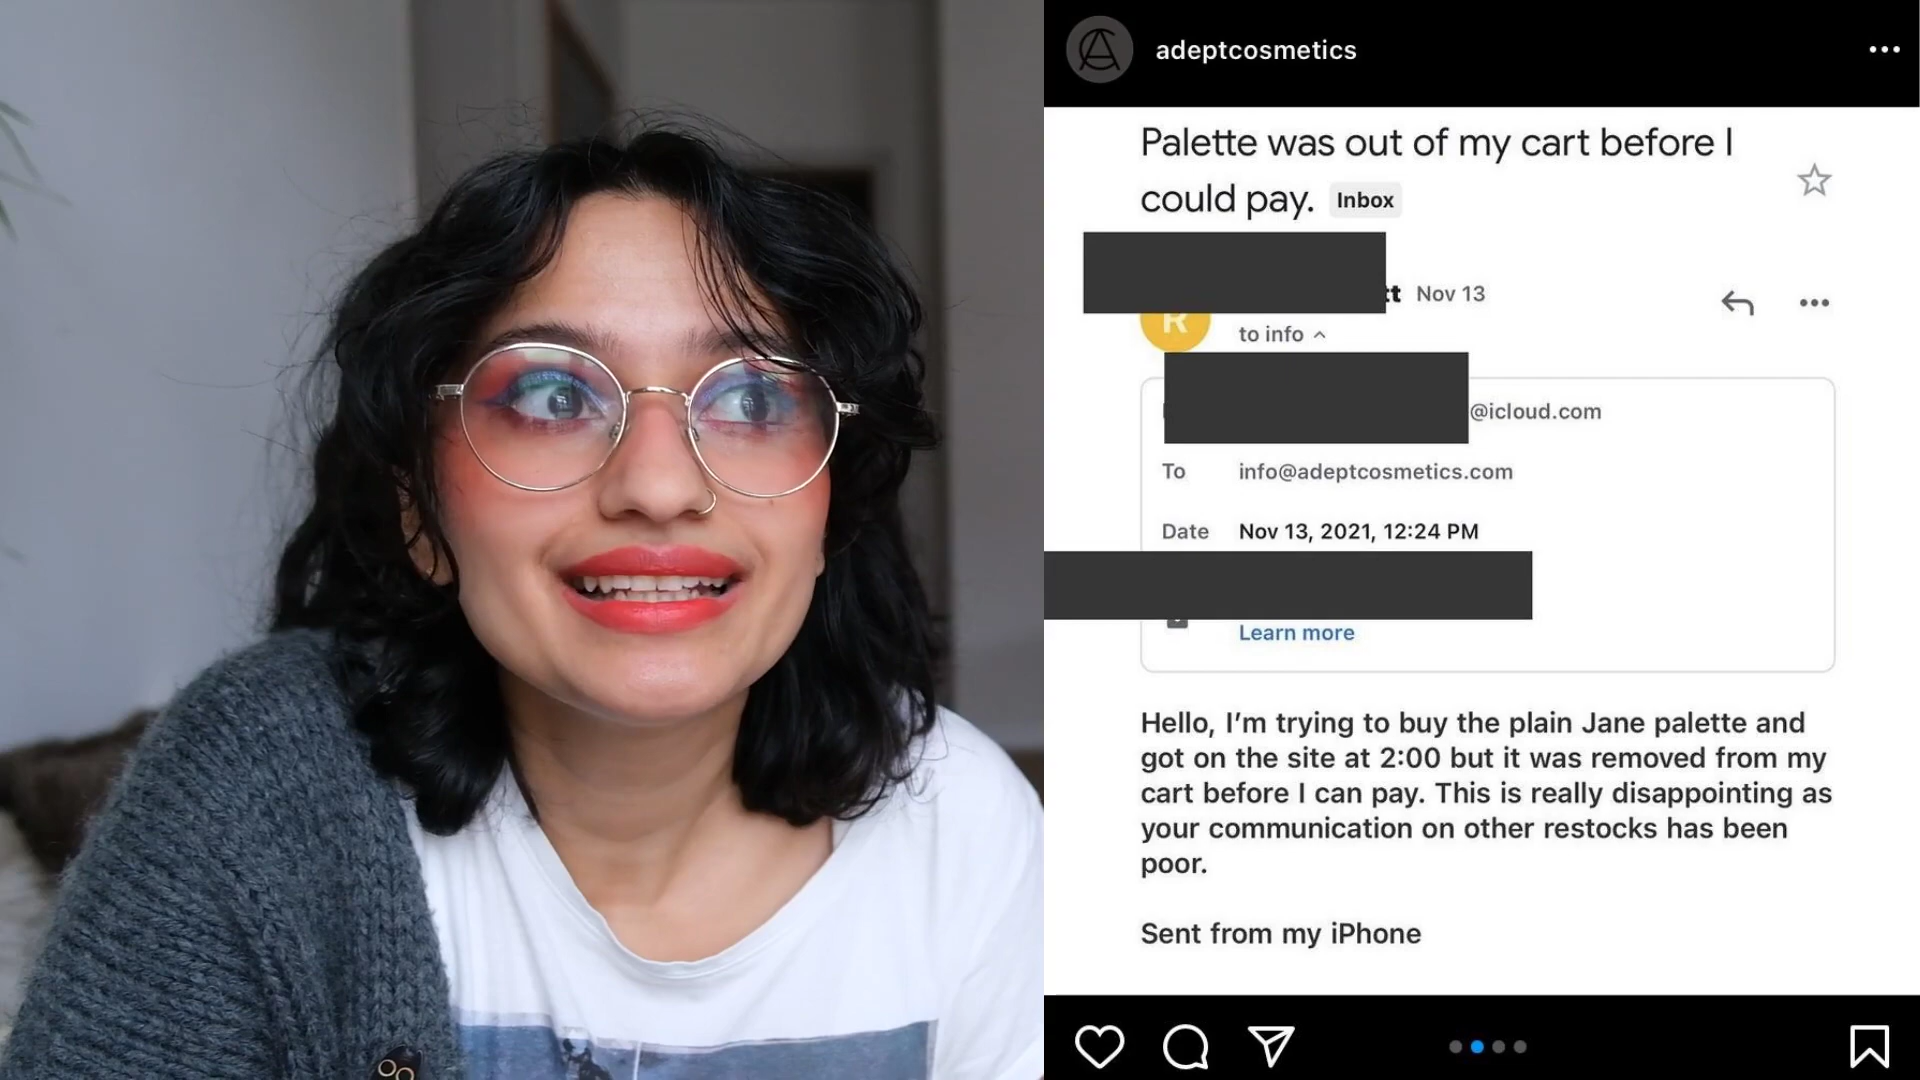 adeptcosmetics
Palette was out of my cart before I
could pay. Inbox
tt Nov 13
R
to info
@icloud.com
To info@adeptcosmetics.com
Date Nov 13, 2021, 12:24 PM
Learn more
Hello, I’m trying to buy the plain Jane palette and
got on the site at 2:00 but it was removed from my
cart before I can pay. This is really disappointing as
your communication on other restocks has been
poor.
Sent from my iPhone